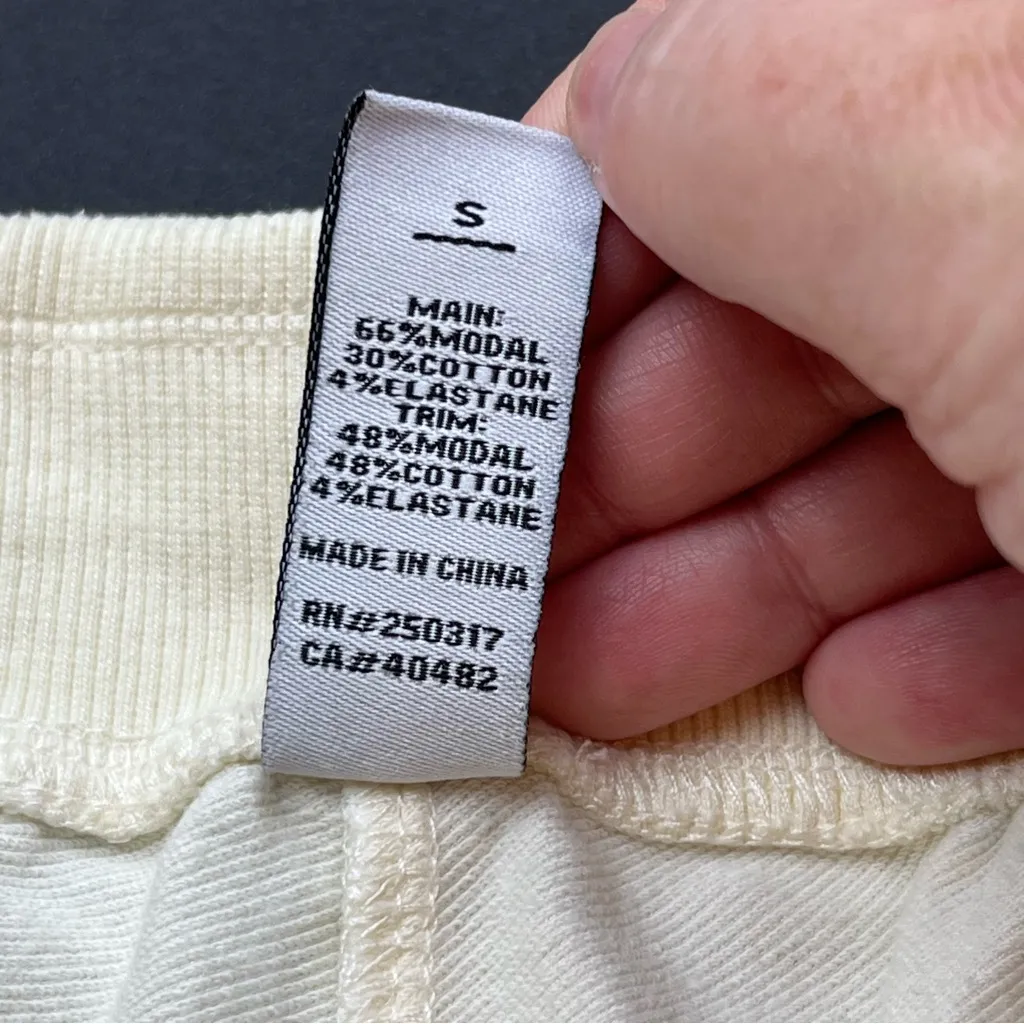 S
MAIN:
66%MODAL
30%COTTON
4%ELASTANE
TRIM:
48%MODAL
48%COTTON
4%ELASTANE
MADE IN CHINA
RN#250317
CA#40482